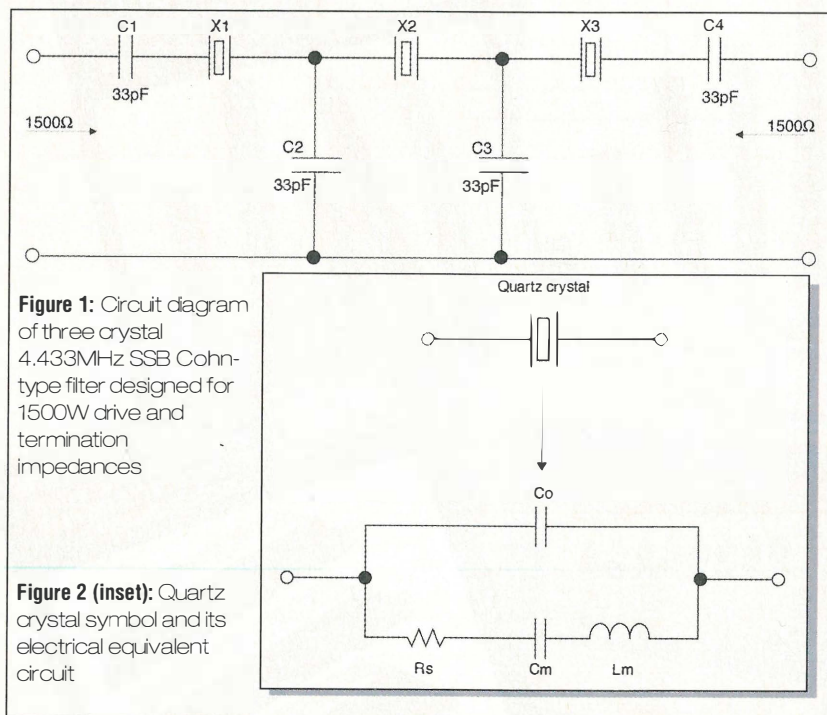 C1 X1 X2 X3 C4
33pF 33pF
1500Ω 1500Ω
C2 C3
33pF 33pF
Figure 1: Circuit diagram
of three crystal
4.433MHz SSB Cohn-
type filter designed for
1500W drive and
termination
impedances
Quartz crystal
Co
Rs Cm Lm
Figure 2 (inset): Quartz
crystal symbol and its
electrical equivalent
circuit